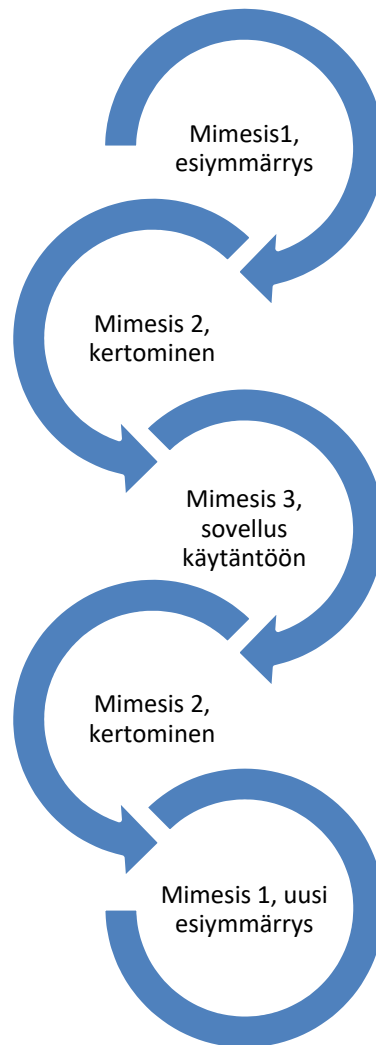 Mimesis1,
esiymmärrys
Mimesis 2,
kertominen
Mimesis 3,
sovellus
käytäntöön
Mimesis 2,
kertominen
Mimesis 1, uusi
esiymmärrys